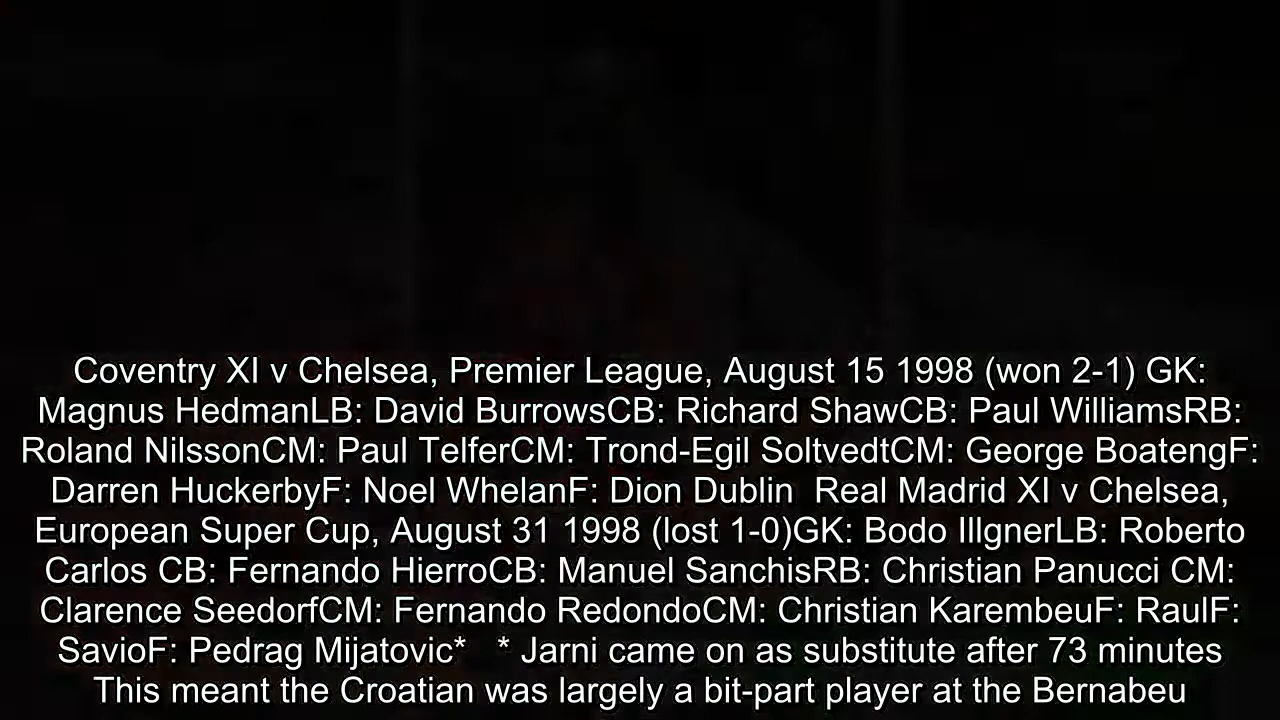 Coventry XI v Chelsea, Premier League, August 15 1998 (won 2-1) GK:
Magnus HedmanLB: David BurrowsCB: Richard ShawCB: Paul WilliamsRB:
Roland NilssonCM: Paul TelferCM: Trond-Egil SoltvedtCM: George BoatengF:
Darren HuckerbyF: Noel WhelanF: Dion Dublin  Real Madrid XI v Chelsea,
European Super Cup, August 31 1998 (lost 1-0)GK: Bodo IllgnerLB: Roberto
Carlos CB: Fernando HierroCB: Manuel SanchisRB: Christian Panucci CM:
Clarence SeedorfCM: Fernando RedondoCM: Christian KarembeuF: RaulF:
SavioF: Pedrag Mijatovic*   * Jarni came on as substitute after 73 minutes
This meant the Croatian was largely a bit-part player at the Bernabeu